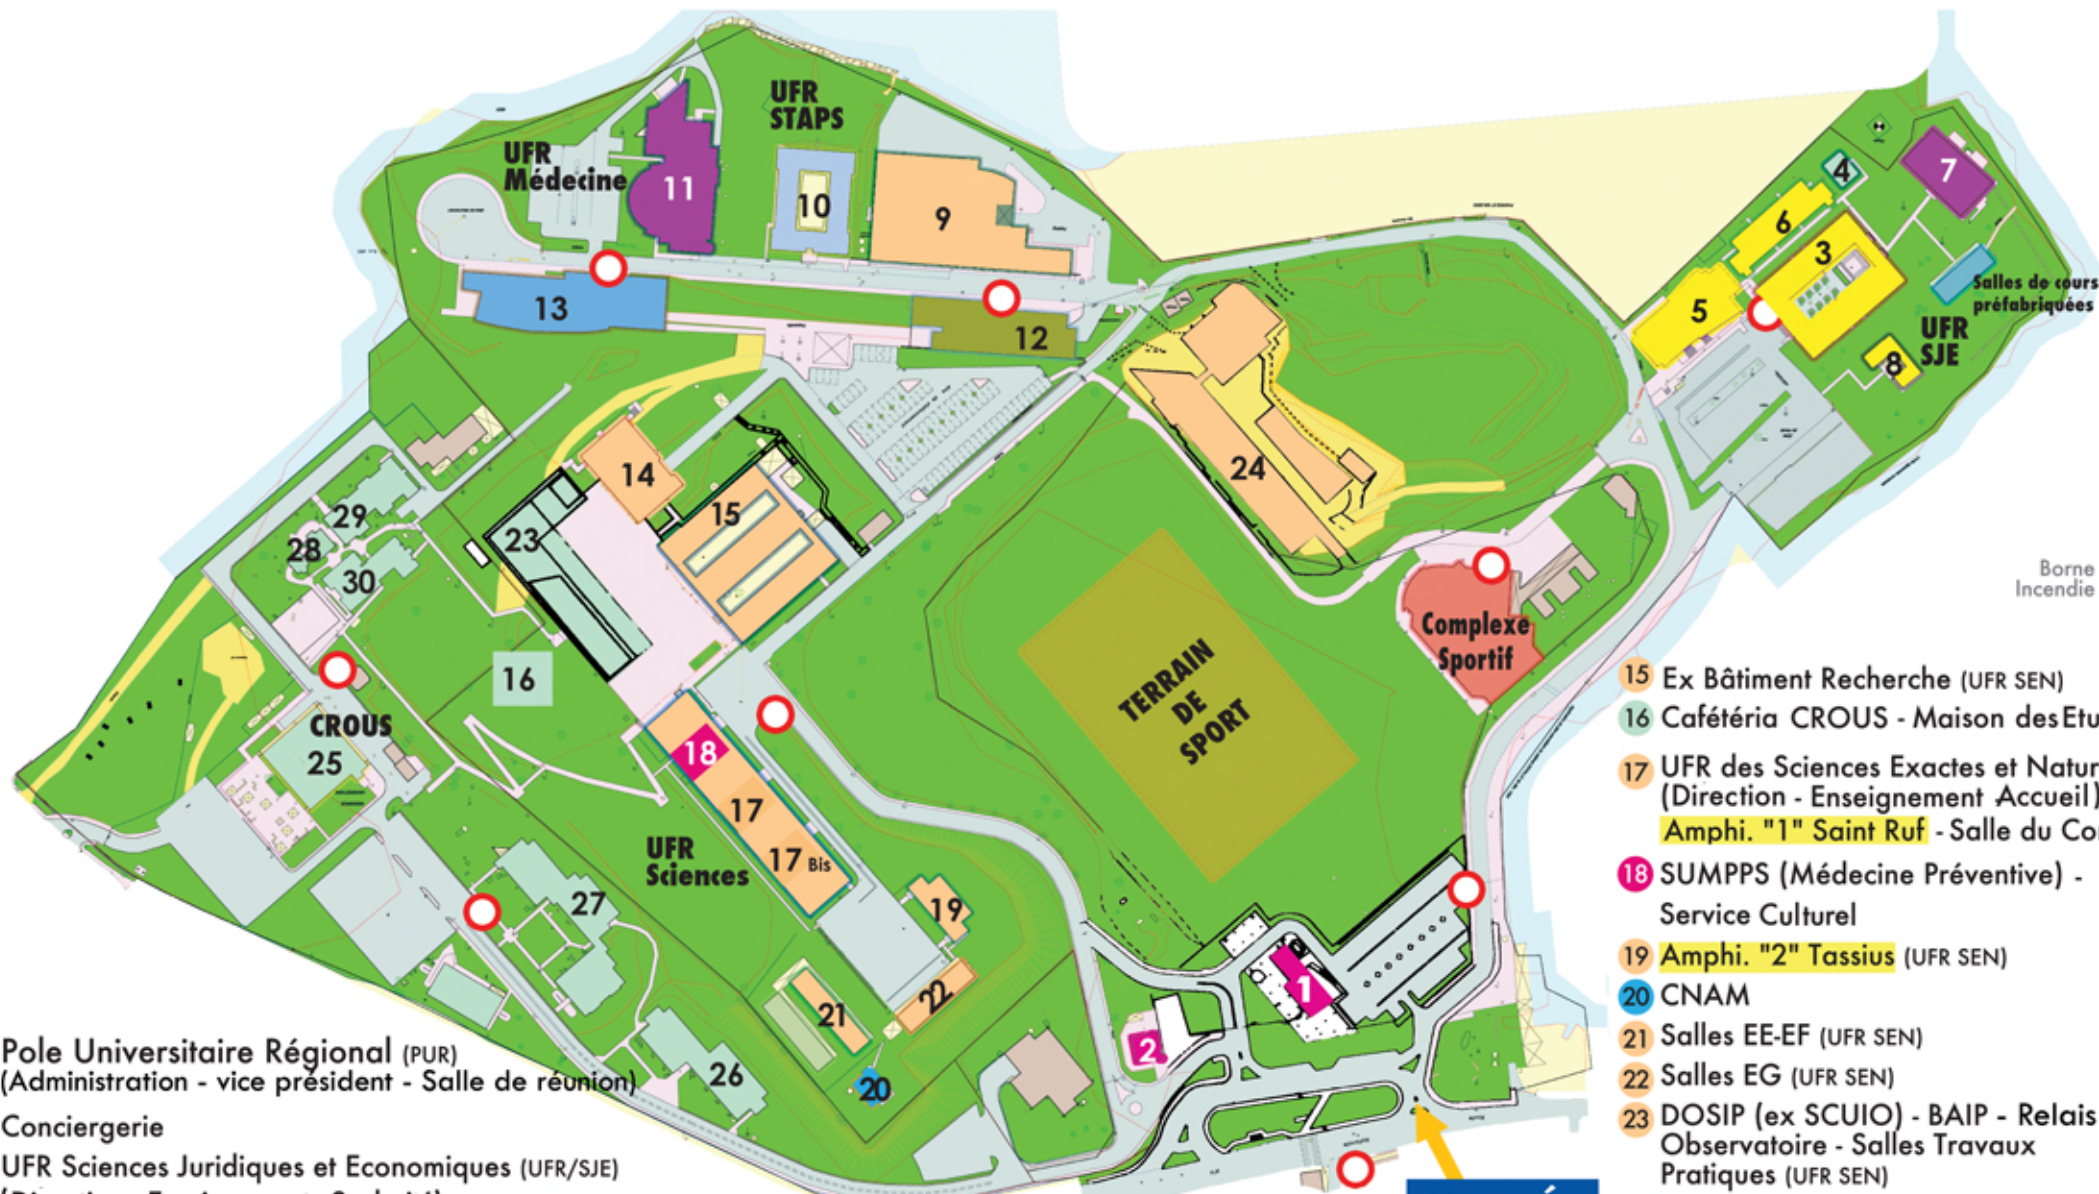 UFR
STAPS
UFR
Médecine
11
10
9
4
7
6
3
5
Salles de cours
préfabriquées
UFR
SJE
8
13
12
14
15
24
29
23
28
30
16
Borne
Incendie
Complexe
Sportif
TERRAIN
DE
SPORT
CROUS
25
18
17
17 Bis
UFR
Sciences
27
19
21
22
1
2
26
20
15 Ex Bâtiment Recherche (UFR SEN)
16 Cafétéria CROUS - Maison des Etu
17 UFR des Sciences Exactes et Natur
(Direction - Enseignement Accueil)
Amphi. "1" Saint Ruf - Salle du Co
18 SUMPPS (Médecine Préventive) -
Service Culturel
19 Amphi. "2" Tassius (UFR SEN)
20 CNAM
21 Salles EE-EF (UFR SEN)
22 Salles EG (UFR SEN)
23 DOSIP (ex SCUIO) - BAIP - Relais
Observatoire - Salles Travaux
Pratiques (UFR SEN)
Pole Universitaire Régional (PUR)
(Administration - vice président - Salle de réunion)
Conciergerie
UFR Sciences Juridiques et Economiques (UFR/SJE)